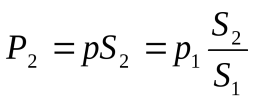 P₂ = pS₂ = p₁ S₂/S₁